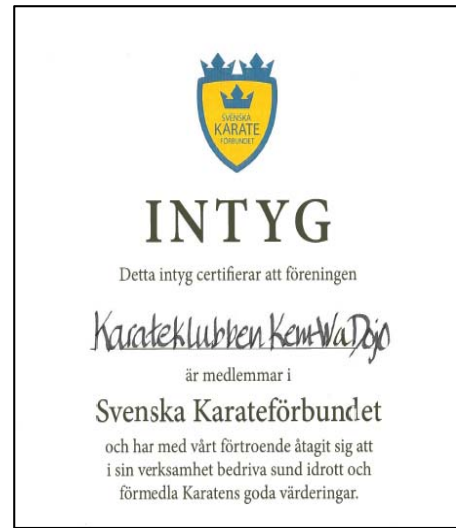 SVENSKA
KARATE
FÖRBUNDET
INTYG
Detta intyg certifierar att föreningen
Karateklubben Kem-Wa Dojo
är medlemmar i
Svenska Karateförbundet
och har med vårt förtroende åtagit sig att
i sin verksamhet bedriva sund idrott och
förmedla Karatens goda värderingar.